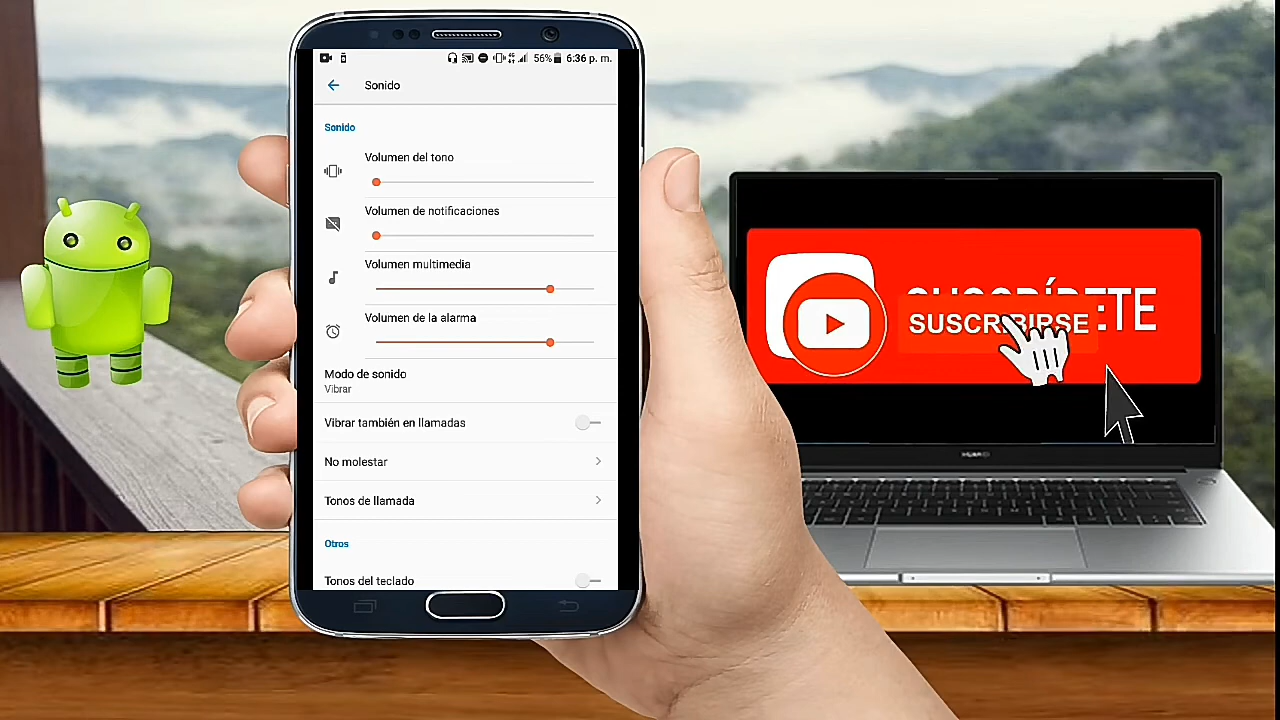 56% 6:36 p. m.
Sonido
Sonido
Volumen del tono
Volumen de notificaciones
Volumen multimedia
Volumen de la alarma
Modo de sonido
Vibrar
Vibrar también en llamadas
No molestar
Tonos de llamada
Otros
Tonos del teclado
SUSCRÍBETE
SUSCRIBIRSE
HUAWEI